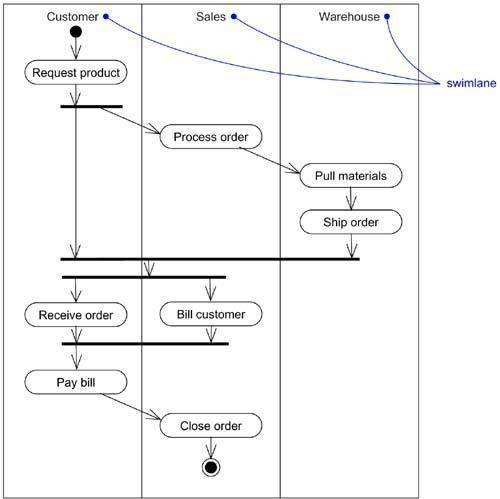 Customer
Sales
Warehouse
swimlane
Request product
Process order
Pull materials
Ship order
Receive order
Bill customer
Pay bill
Close order